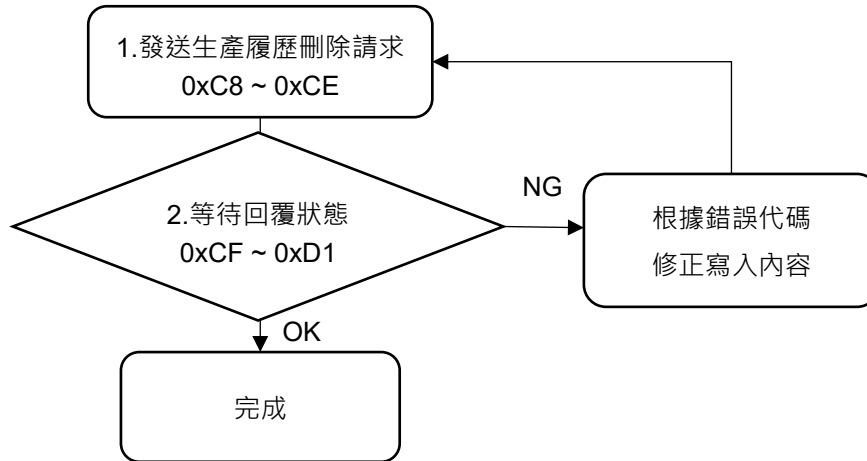 1.發送生產履歷刪除請求
0xC8 ~ 0xCE
2.等待回覆狀態
0xCF ~ 0xD1
NG
根據錯誤代碼
修正寫入內容
OK
完成